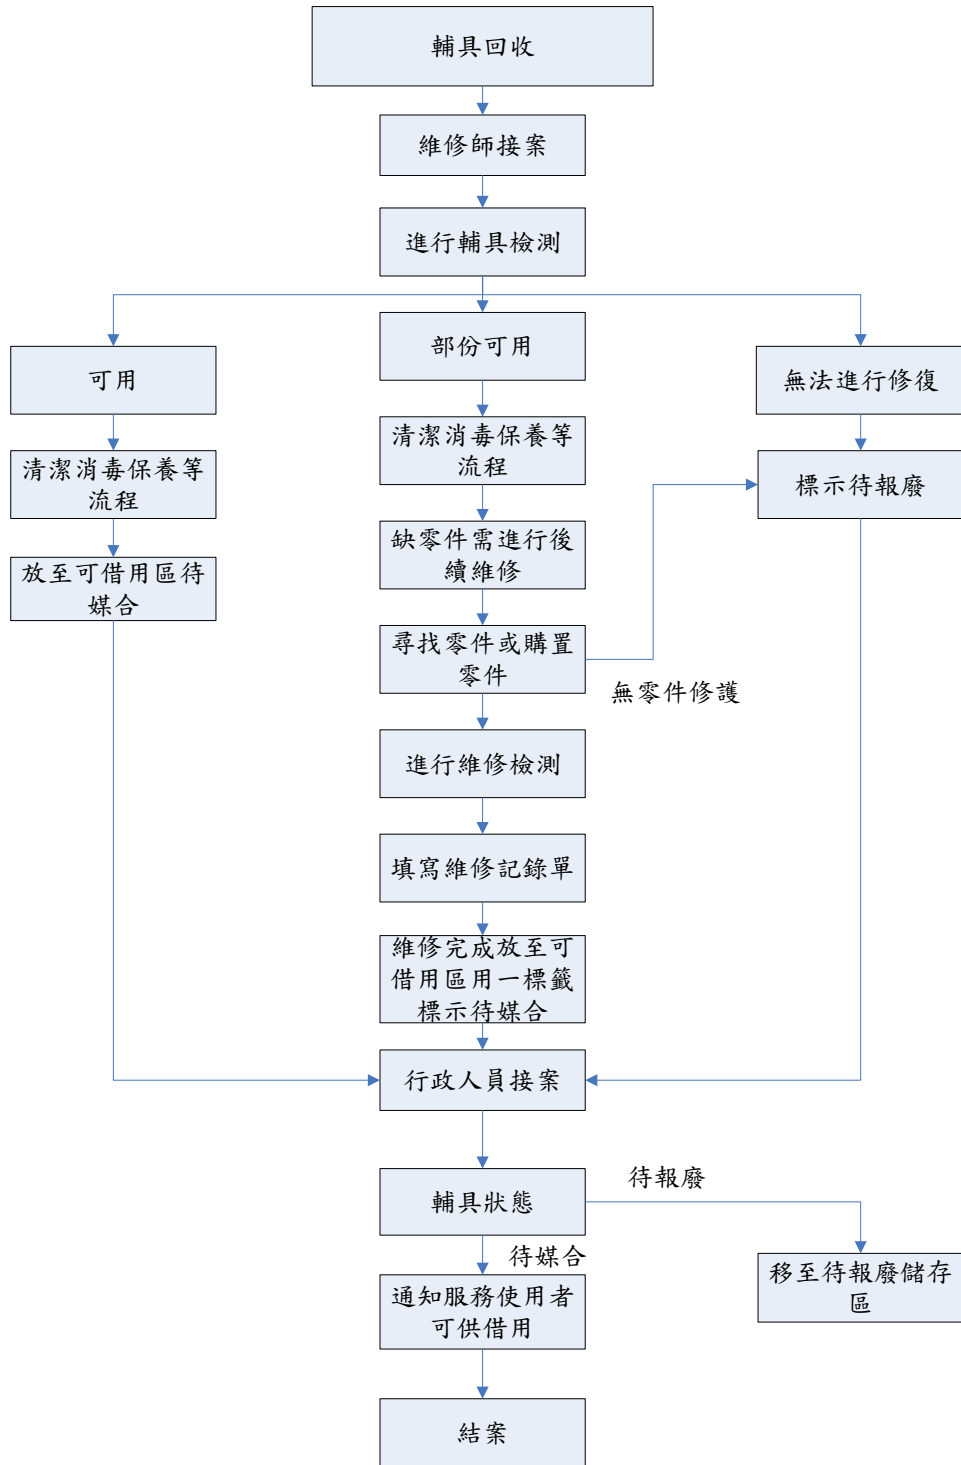 輔具回收
維修師接案
進行輔具檢測
可用
部份可用
無法進行修復
清潔消毒保養等
流程
清潔消毒保養等
流程
標示待報廢
放至可借用區待
媒合
缺零件需進行後
續維修
尋找零件或購置
零件
無零件修護
進行維修檢測
填寫維修記錄單
維修完成放至可
借用區用一標籤
標示待媒合
行政人員接案
輔具狀態
待報廢
待媒合
移至待報廢儲存
區
通知服務使用者
可供借用
結案